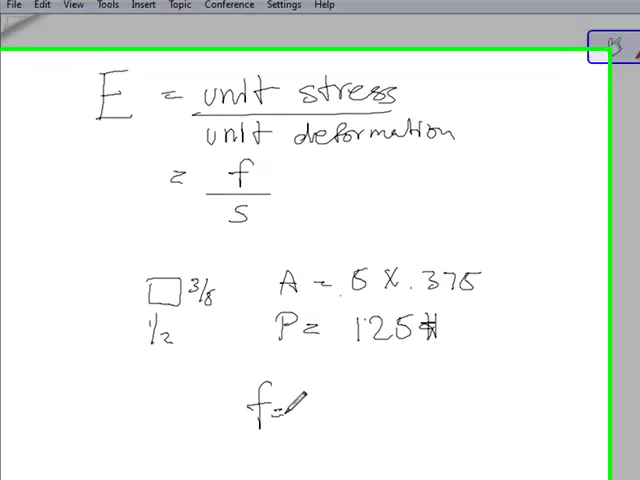 File Edit View Tools Insert Topic Conference Settings Help
E = unit stress
unit deformation
= f
s
3/8 A = .5 X .375
1/2 P = 125#
f=